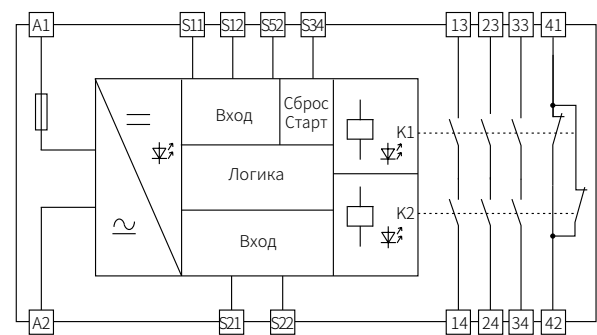 A1 S11 S12 S52 S34 13 23 33 41
Вход
Сброс
Старт
K1
Логика
K2
Вход
A2 S21 S22 14 24 34 42